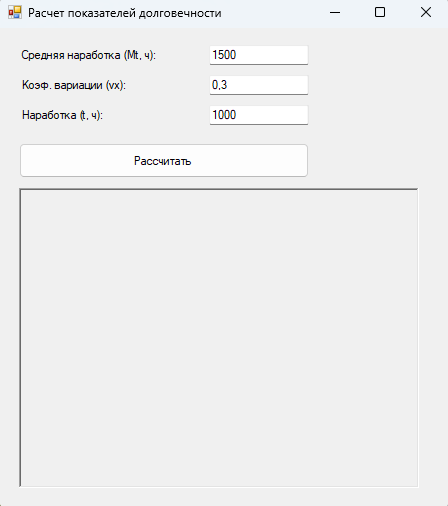 Расчет показателей долговечности
Средняя наработка (Mt, ч): 1500
Коэф. вариации (vx): 0,3
Наработка (t, ч): 1000
Рассчитать